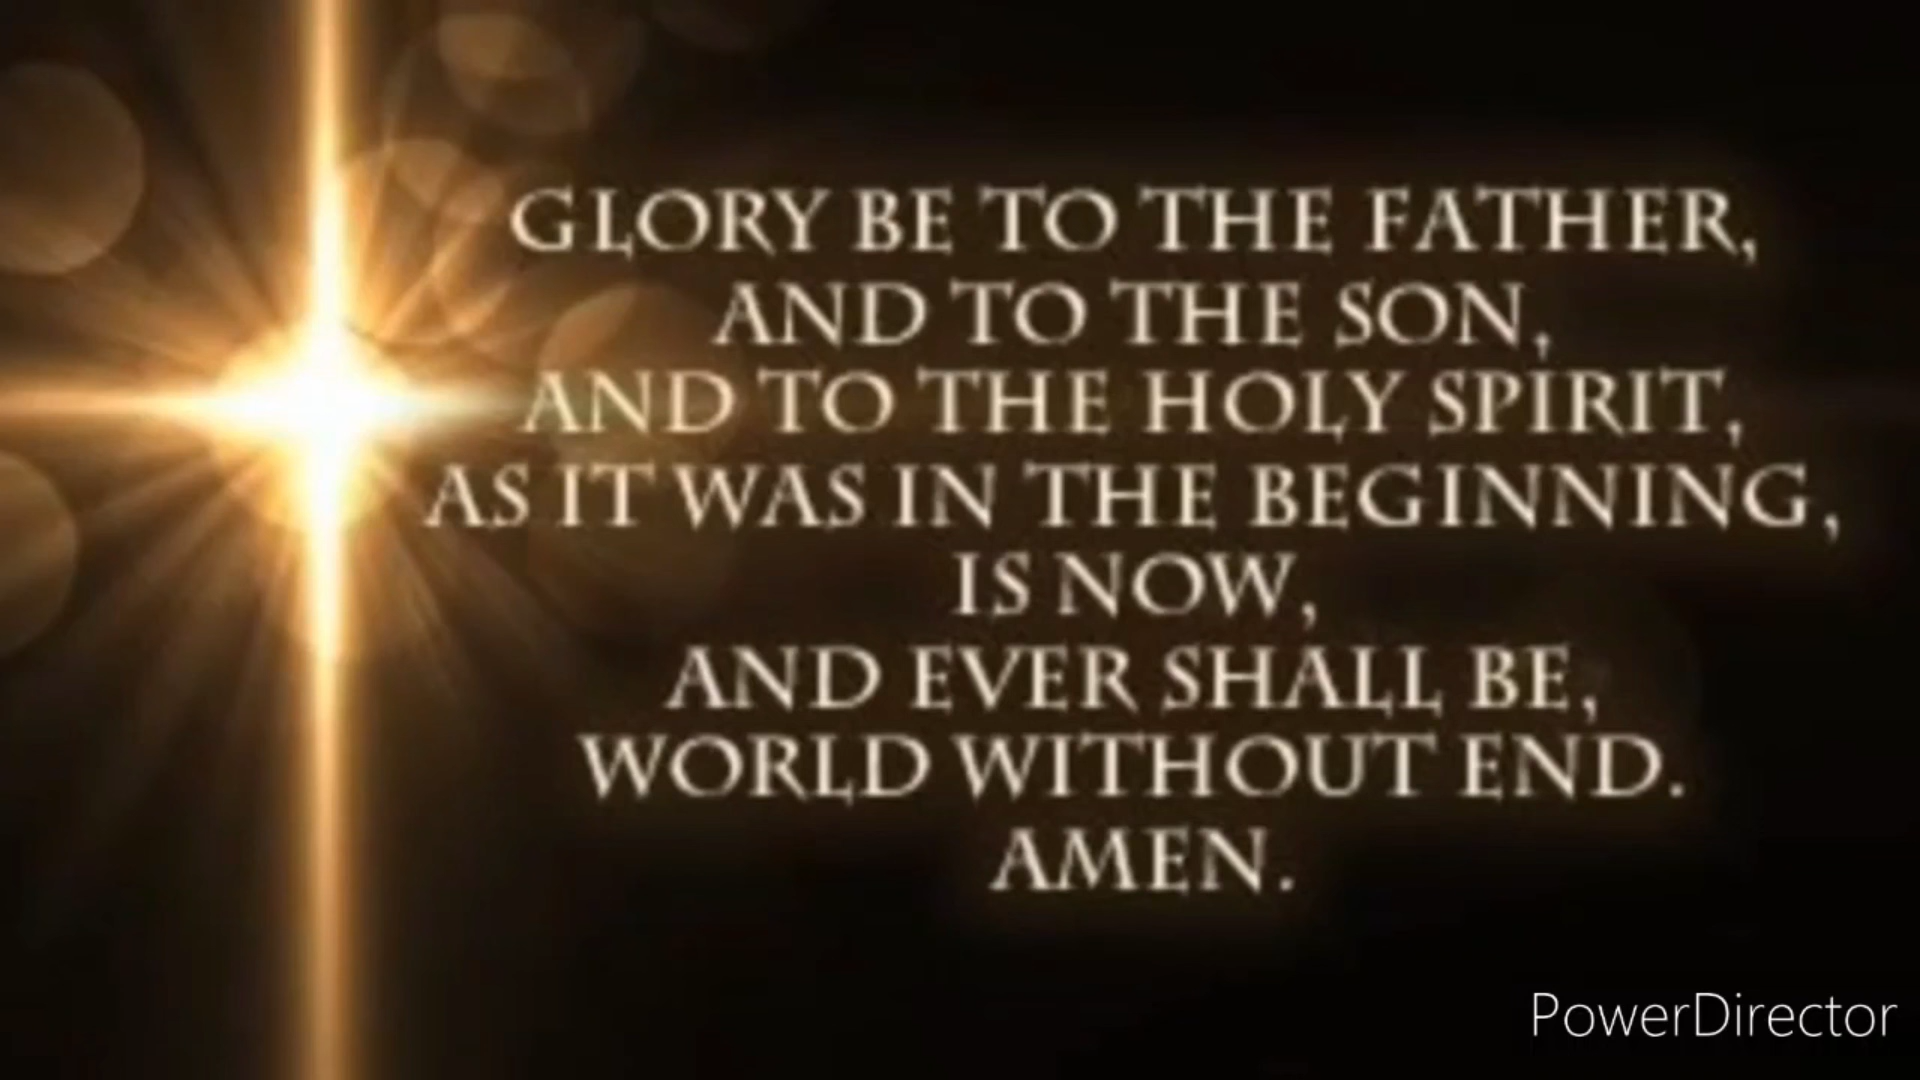 GLORY BE TO THE FATHER,
AND TO THE SON,
AND TO THE HOLY SPIRIT,
AS IT WAS IN THE BEGINNING,
IS NOW,
AND EVER SHALL BE,
WORLD WITHOUT END.
AMEN.
PowerDirector